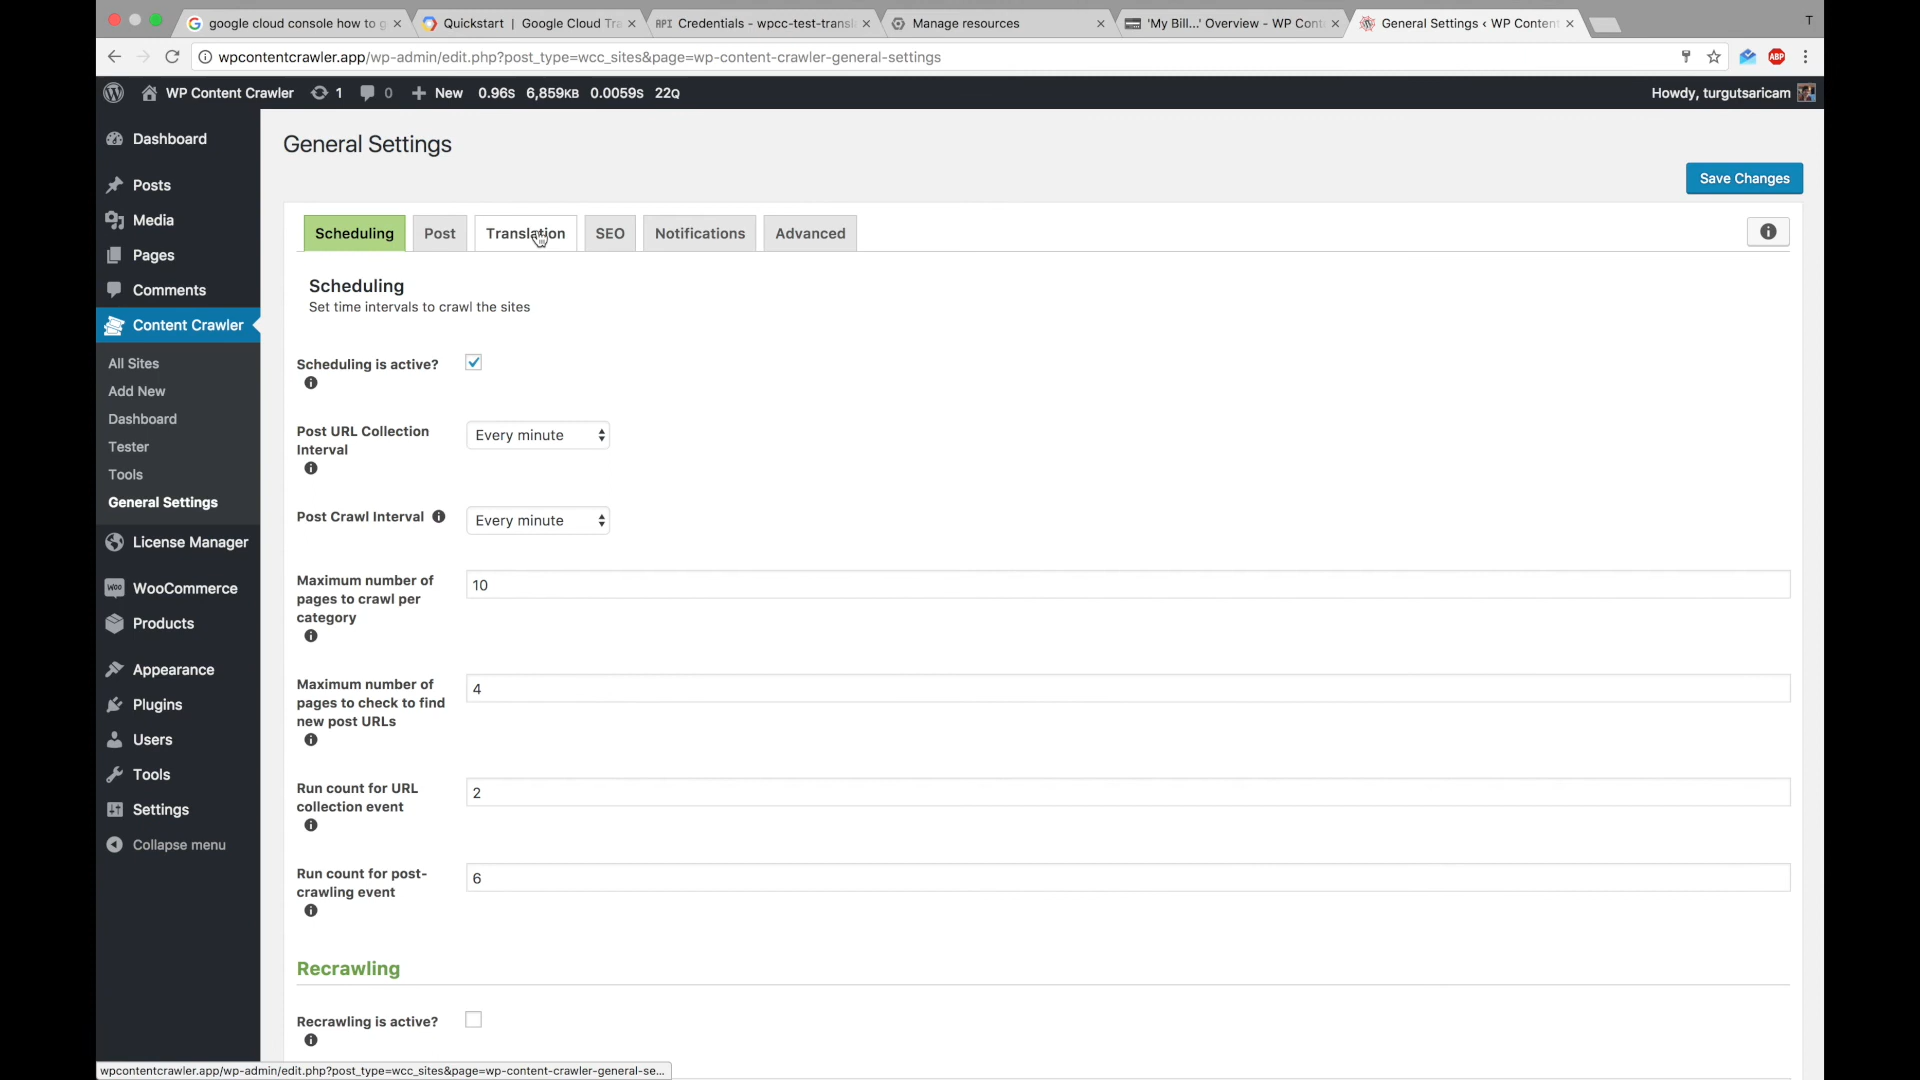 google cloud console how to g
Quickstart | Google Cloud Tra
API Credentials - wpcc-test-transla
Manage resources
'My Bill...' Overview - WP Cont
General Settings ‹ WP Content
T
wpcontentcrawler.app/wp-admin/edit.php?post_type=wcc_sites&page=wp-content-crawler-general-settings
ABP
WP Content Crawler
1
0
New
0.96s 6,859KB 0.0059s 22Q
Howdy, turgutsaricam
Dashboard
Posts
Media
Pages
Comments
Content Crawler
All Sites
Add New
Dashboard
Tester
Tools
General Settings
License Manager
Woo
WooCommerce
Products
Appearance
Plugins
Users
Tools
Settings
Collapse menu
General Settings
Save Changes
Scheduling
Post
Translation
SEO
Notifications
Advanced
Scheduling
Set time intervals to crawl the sites
Scheduling is active?
Post URL Collection
Interval
Every minute
Post Crawl Interval
Every minute
Maximum number of
pages to crawl per
category
10
Maximum number of
pages to check to find
new post URLs
4
Run count for URL
collection event
2
Run count for post-
crawling event
6
Recrawling
Recrawling is active?
wpcontentcrawler.app/wp-admin/edit.php?post_type=wcc_sites&page=wp-content-crawler-general-se...